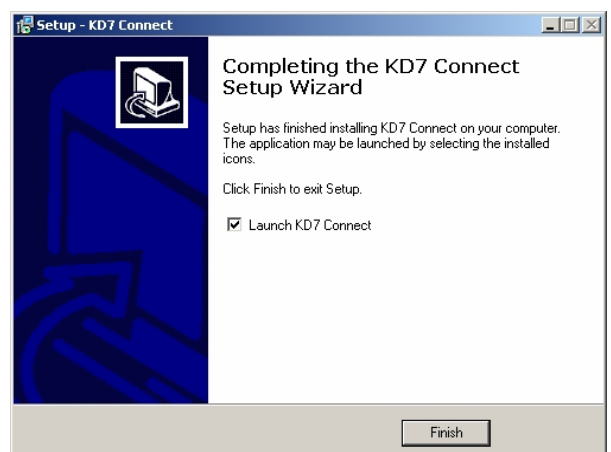 Setup - KD7 Connect
Completing the KD7 Connect
Setup Wizard
Setup has finished installing KD7 Connect on your computer.
The application may be launched by selecting the installed
icons.
Click Finish to exit Setup.
Launch KD7 Connect
Finish